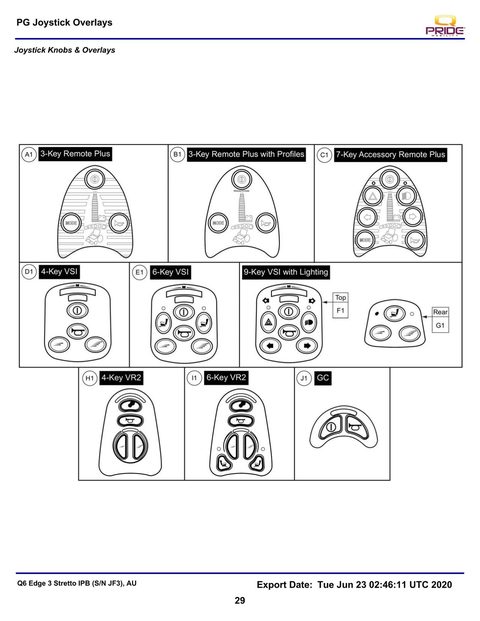 PG Joystick Overlays
Q
PRIDE
Joystick Knobs & Overlays
A1 3-Key Remote Plus
B1 3-Key Remote Plus with Profiles
C1 7-Key Accessory Remote Plus
MODE
MODE
MODE
D1 4-Key VSI
E1 6-Key VSI
9-Key VSI with Lighting
Top
F1
Rear
G1
H1 4-Key VR2
I1 6-Key VR2
J1 GC
Q6 Edge 3 Stretto IPB (S/N JF3), AU
Export Date: Tue Jun 23 02:46:11 UTC 2020
29